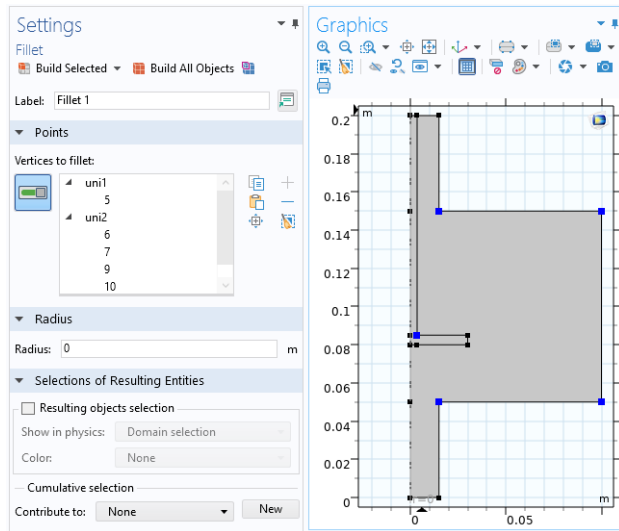 Settings
Fillet
Build Selected
Build All Objects
Label:
Fillet 1
Points
Vertices to fillet:
uni1
5
uni2
6
7
9
10
Radius
Radius:
0
m
Selections of Resulting Entities
Resulting objects selection
Show in physics:
Domain selection
Color:
None
Cumulative selection
Contribute to:
None
New
Graphics
m
0.2
0.18
0.16
0.14
0.12
0.1
0.08
0.06
0.04
0.02
0
r=0
m
0
0.05